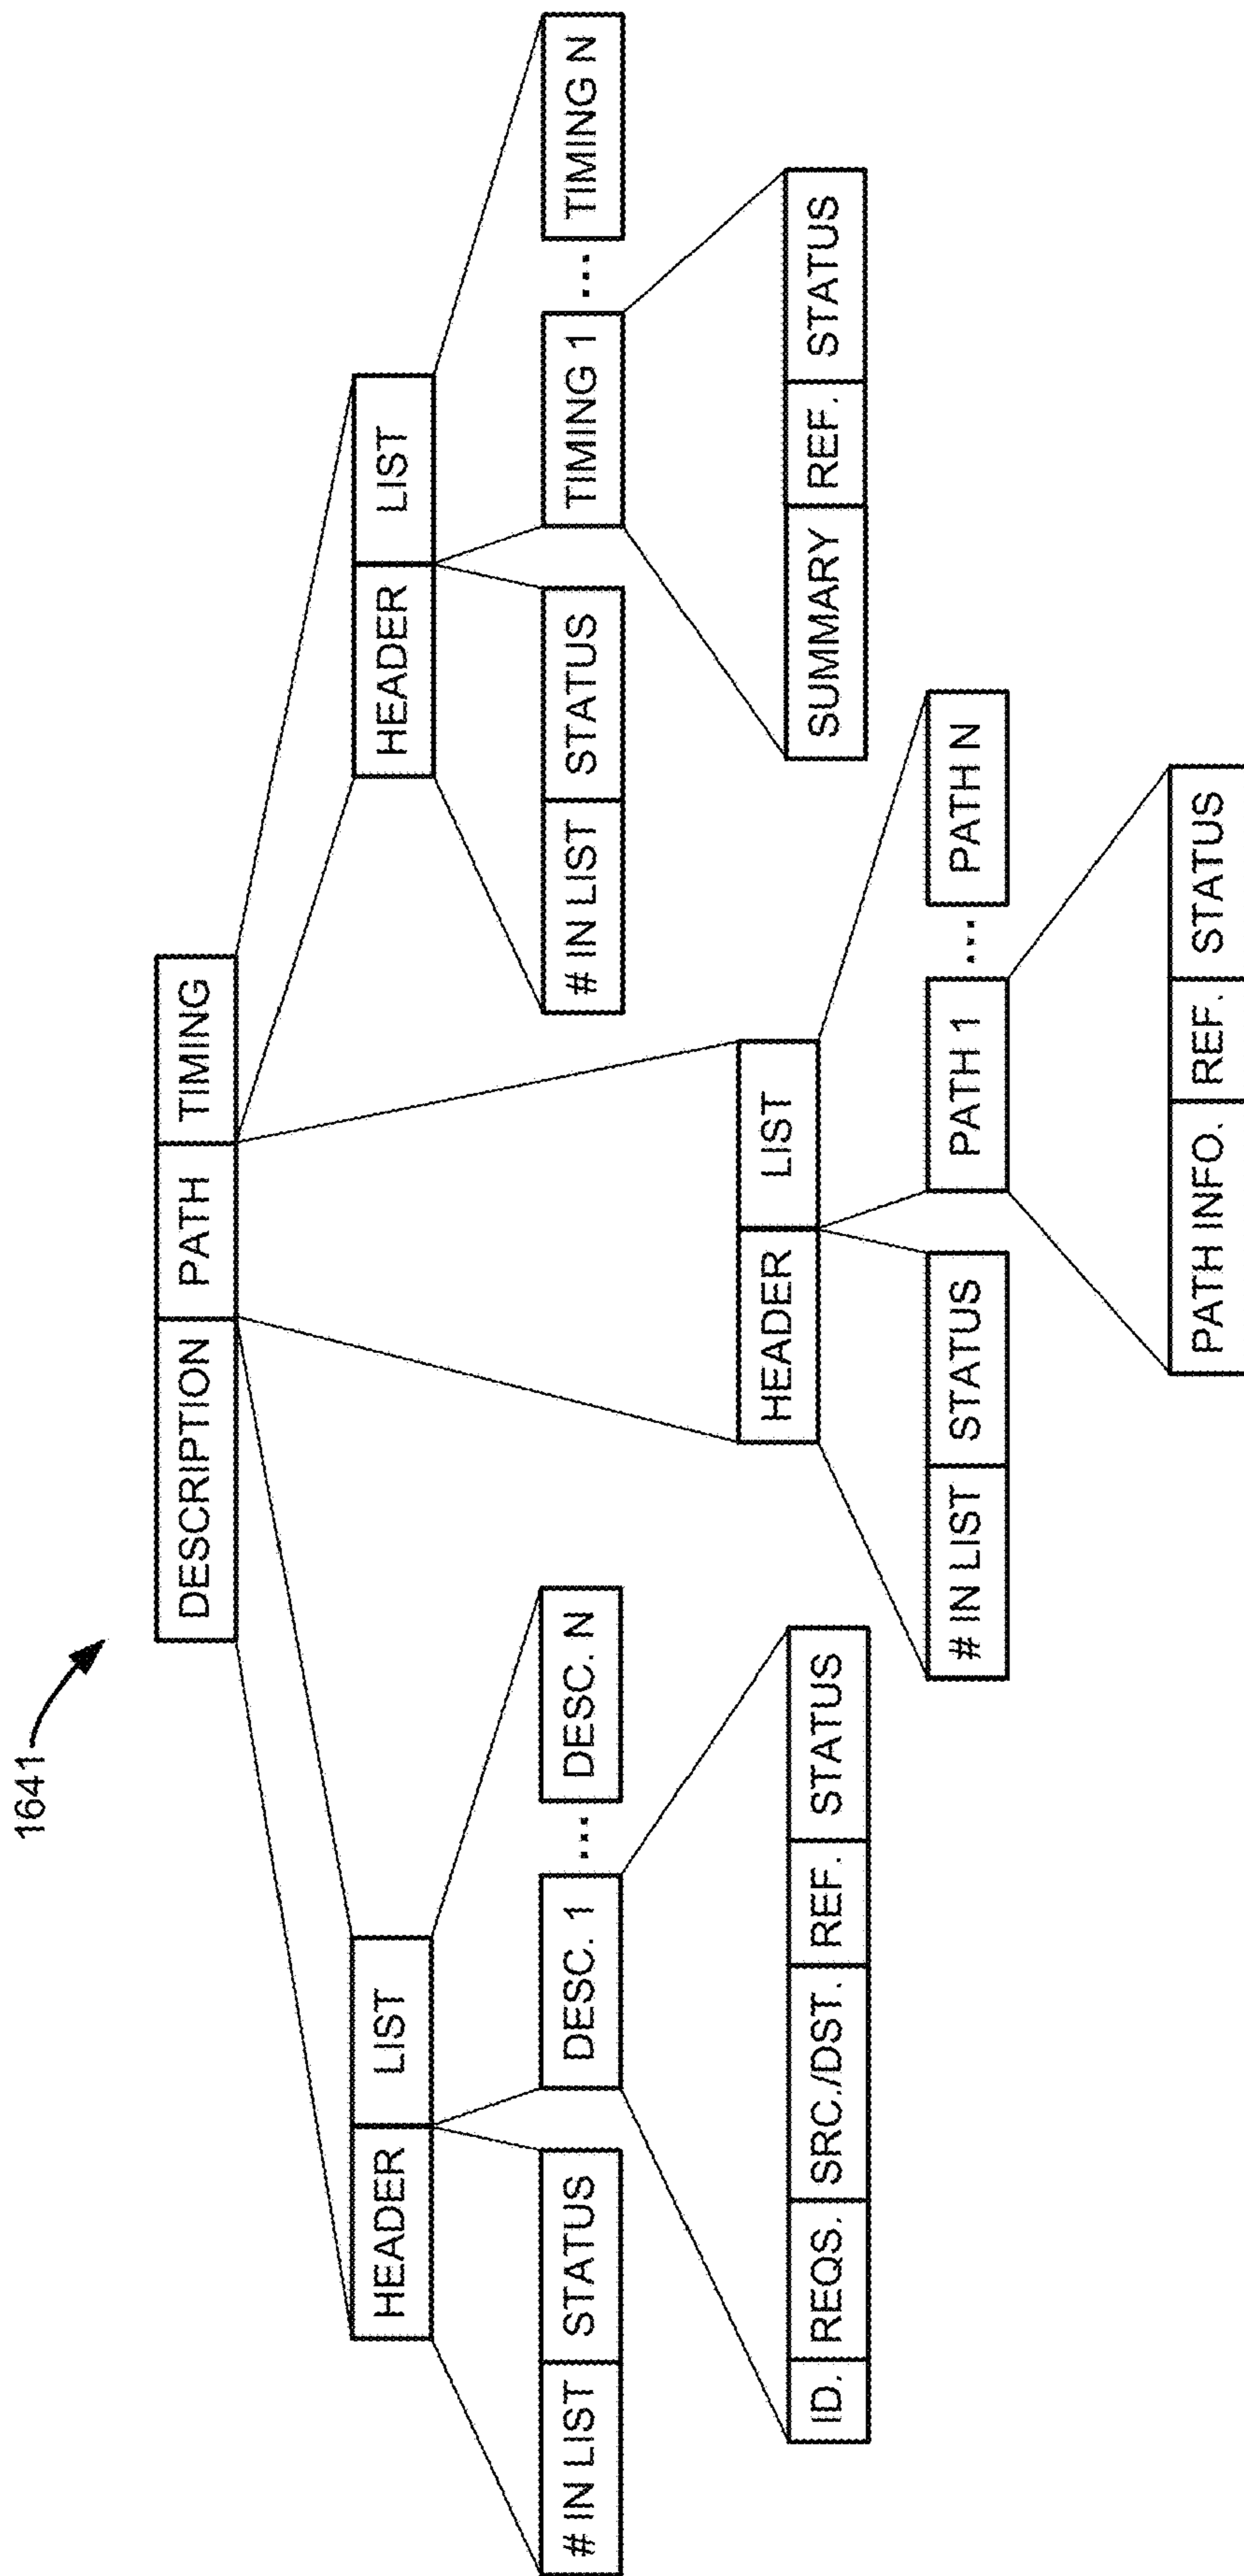 1641
DESCRIPTION PATH TIMING
HEADER LIST
# IN LIST STATUS
DESC. 1 ... DESC. N
ID. REQS. SRC./DST. REF. STATUS
HEADER LIST
# IN LIST STATUS
PATH 1 ... PATH N
PATH INFO. REF. STATUS
HEADER LIST
# IN LIST STATUS
TIMING 1 ... TIMING N
SUMMARY REF. STATUS